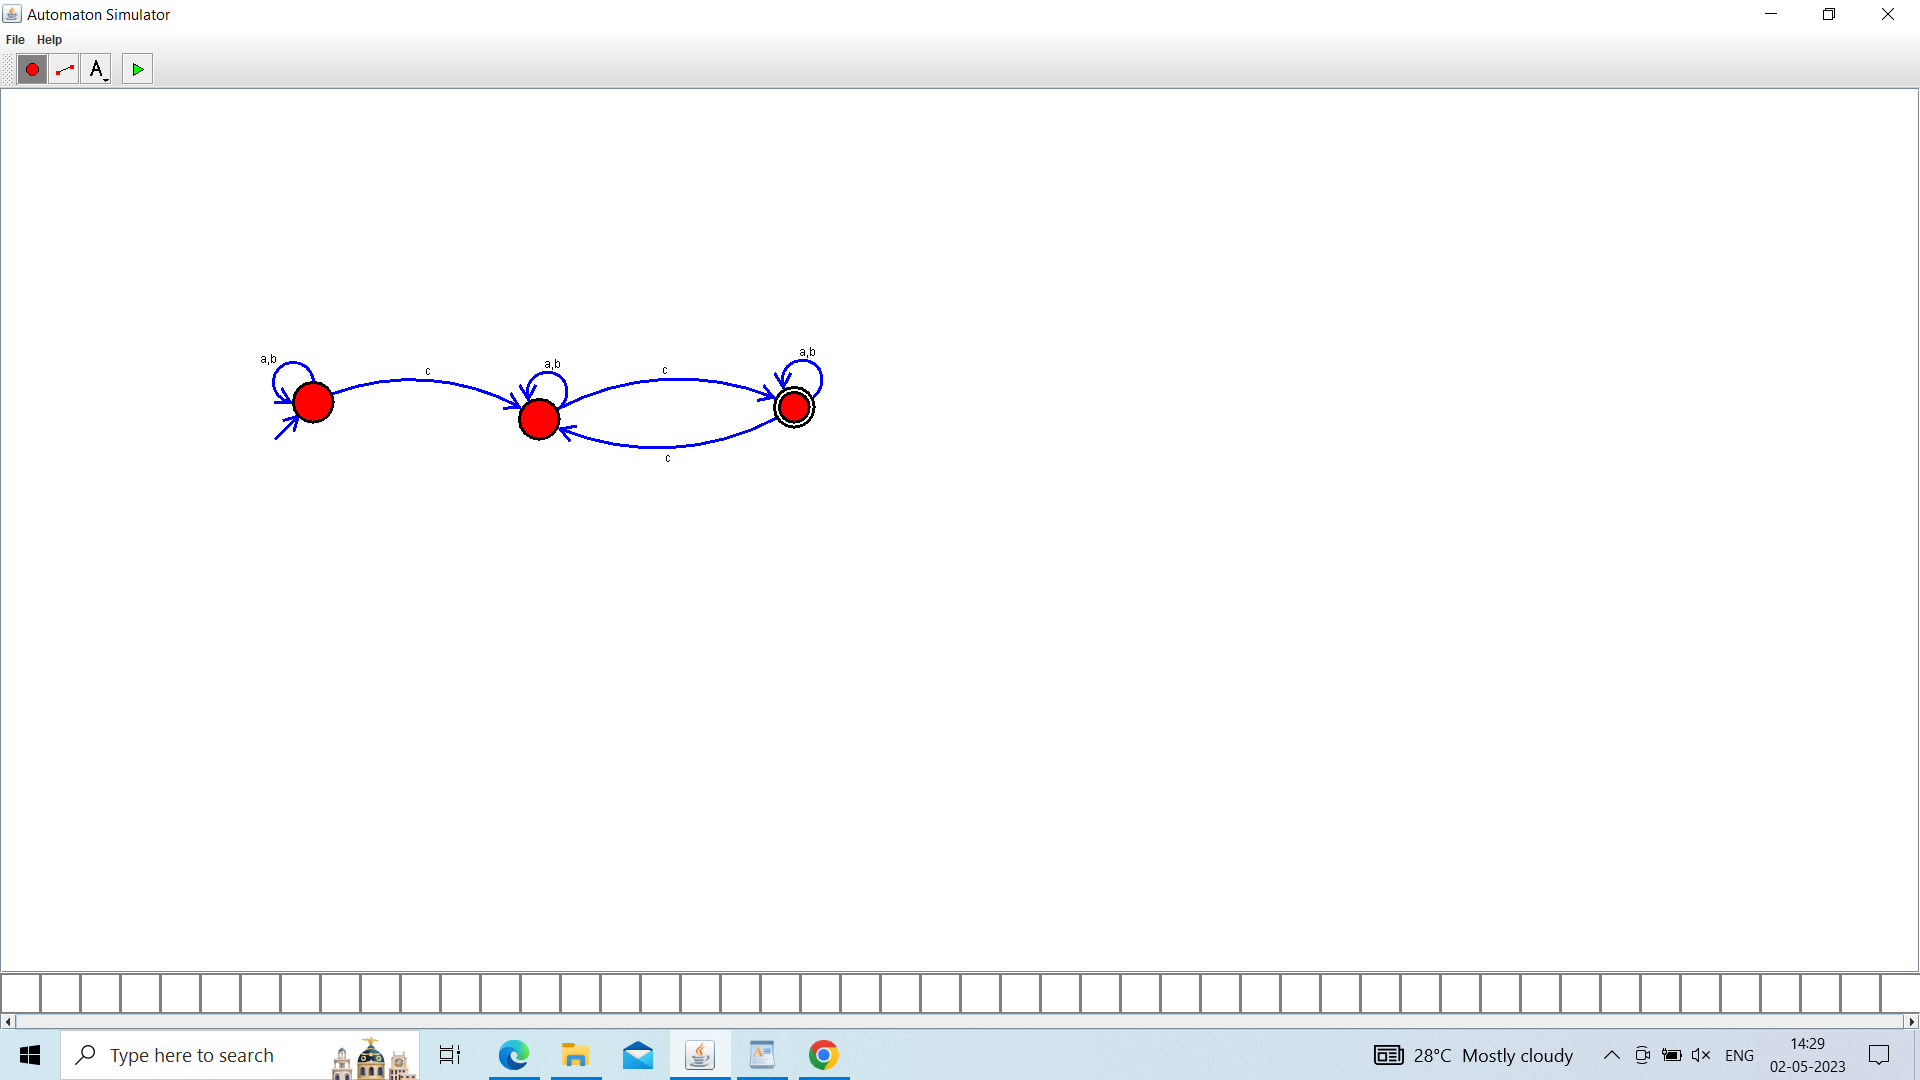 Automaton Simulator
File Help
A
a,b
c
a,b
c
a,b
c
Type here to search
28°C Mostly cloudy
ENG
14:29
02-05-2023